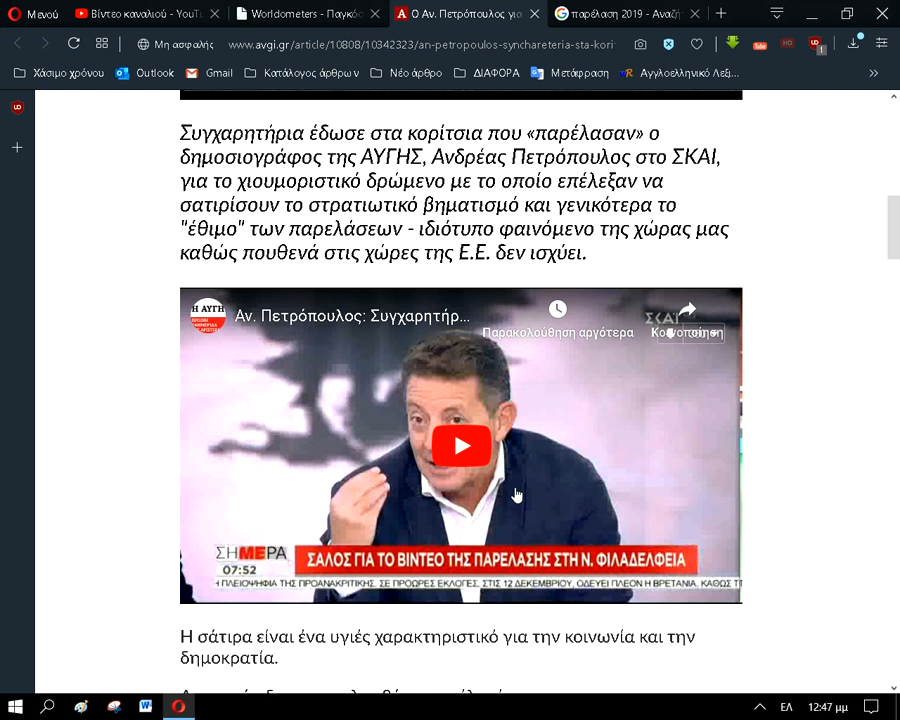 Μενού
Βίντεο καναλιού - YouTu
Worldometers - Παγκός
Ο Αν. Πετρόπουλος για
παρέλαση 2019 - Αναζή
Μη ασφαλής
www.avgi.gr/article/10808/10342323/an-petropoulos-synchareteria-sta-kori
Χάσιμο χρόνου
Outlook
Gmail
Κατάλογος άρθρων
Νέο άρθρο
ΔΙΑΦΟΡΑ
Μετάφραση
Αγγλοελληνικό Λεξι...
Συγχαρητήρια έδωσε στα κορίτσια που «παρέλασαν» ο
δημοσιογράφος της ΑΥΓΗΣ, Ανδρέας Πετρόπουλος στο ΣΚΑΙ,
για το χιουμοριστικό δρώμενο με το οποίο επέλεξαν να
σατιρίσουν το στρατιωτικό βηματισμό και γενικότερα το
"έθιμο" των παρελάσεων - ιδιότυπο φαινόμενο της χώρας μας
καθώς πουθενά στις χώρες της Ε.Ε. δεν ισχύει.
Η ΑΥΓΗ
Αν. Πετρόπουλος: Συγχαρητήρ...
ΣΚΑΪ
Παρακολούθηση αργότερα
Κοινοποίηση
ΣΗΜΕΡΑ
07:52
ΣΑΛΟΣ ΓΙΑ ΤΟ ΒΙΝΤΕΟ ΤΗΣ ΠΑΡΕΛΑΣΗΣ ΣΤΗ Ν. ΦΙΛΑΔΕΛΦΕΙΑ
Η ΠΛΕΙΟΨΗΦΙΑ ΤΗΣ ΠΡΟΑΝΑΚΡΙΤΙΚΗΣ. ΣΕ ΠΡΟΩΡΕΣ ΕΚΛΟΓΕΣ, ΣΤΙΣ 12 ΔΕΚΕΜΒΡΙΟΥ, ΟΔΕΥΕΙ ΠΛΕΟΝ Η ΒΡΕΤΑΝΙΑ, ΚΑΘΩΣ
Η σάτιρα είναι ένα υγιές χαρακτηριστικό για την κοινωνία και την
δημοκρατία.
ΕΛ
12:47 μμ